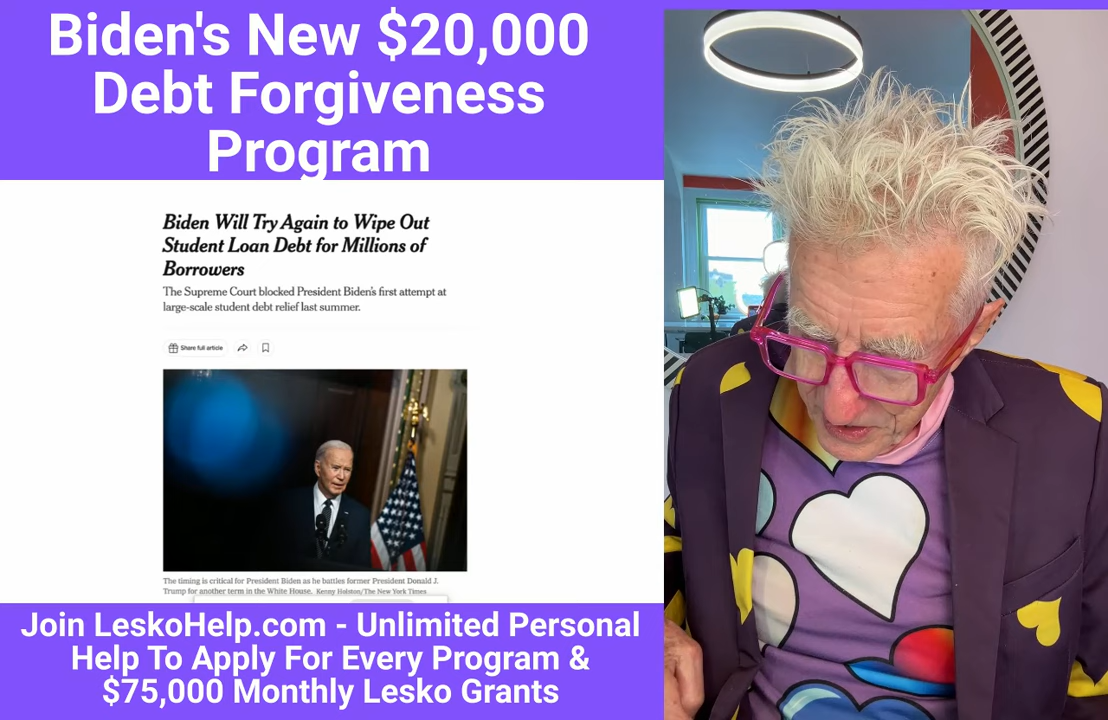 Biden's New $20,000
Debt Forgiveness
Program
Biden Will Try Again to Wipe Out
Student Loan Debt for Millions of
Borrowers
The Supreme Court blocked President Biden's first attempt at
large-scale student debt relief last summer.
Share full article
The timing is critical for President Biden as he battles former President Donald J.
Trump for another term in the White House. Kenny Holston/The New York Times
Join LeskoHelp.com - Unlimited Personal
Help To Apply For Every Program &
$75,000 Monthly Lesko Grants